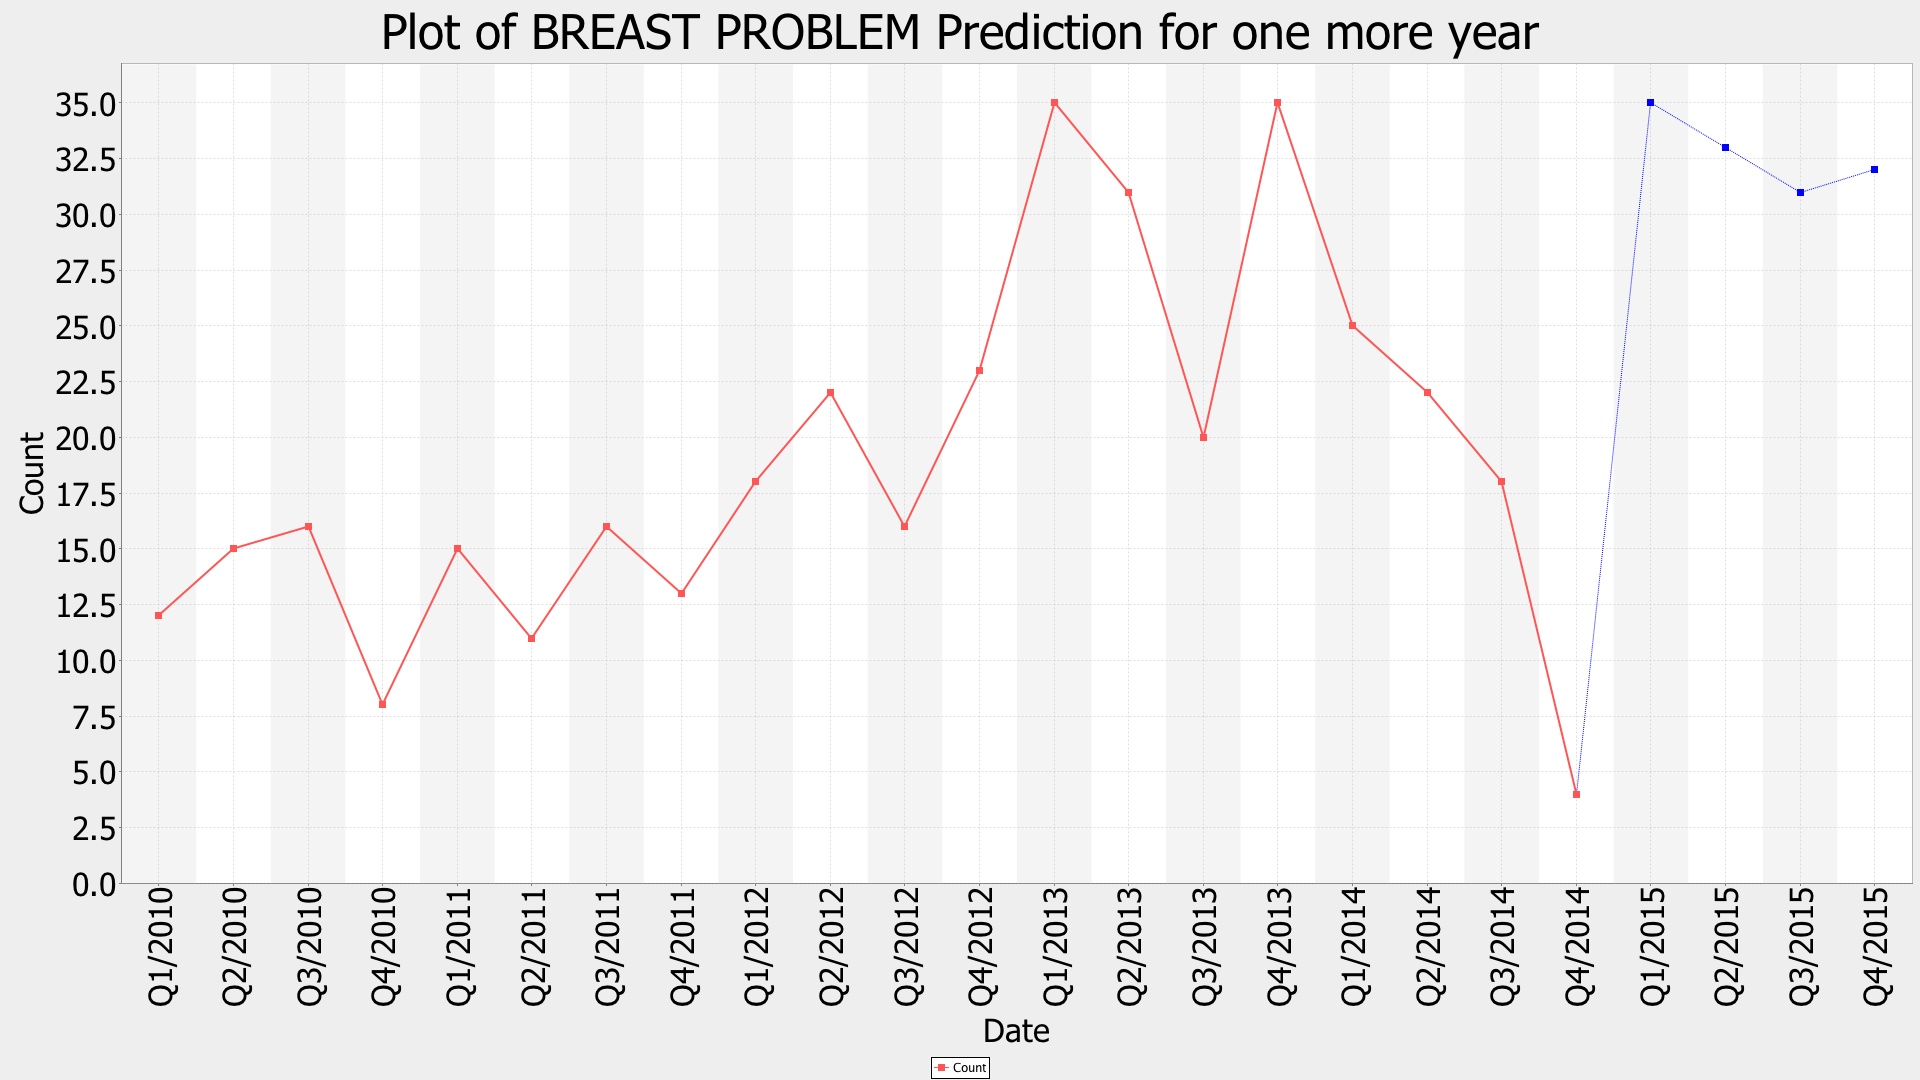 Plot of BREAST PROBLEM Prediction for one more year
35.0
32.5
30.0
27.5
25.0
22.5
20.0
17.5
15.0
12.5
10.0
7.5
5.0
2.5
0.0
Count
Q1/2010
Q2/2010
Q3/2010
Q4/2010
Q1/2011
Q2/2011
Q3/2011
Q4/2011
Q1/2012
Q2/2012
Q3/2012
Q4/2012
Q1/2013
Q2/2013
Q3/2013
Q4/2013
Q1/2014
Q2/2014
Q3/2014
Q4/2014
Q1/2015
Q2/2015
Q3/2015
Q4/2015
Date
Count